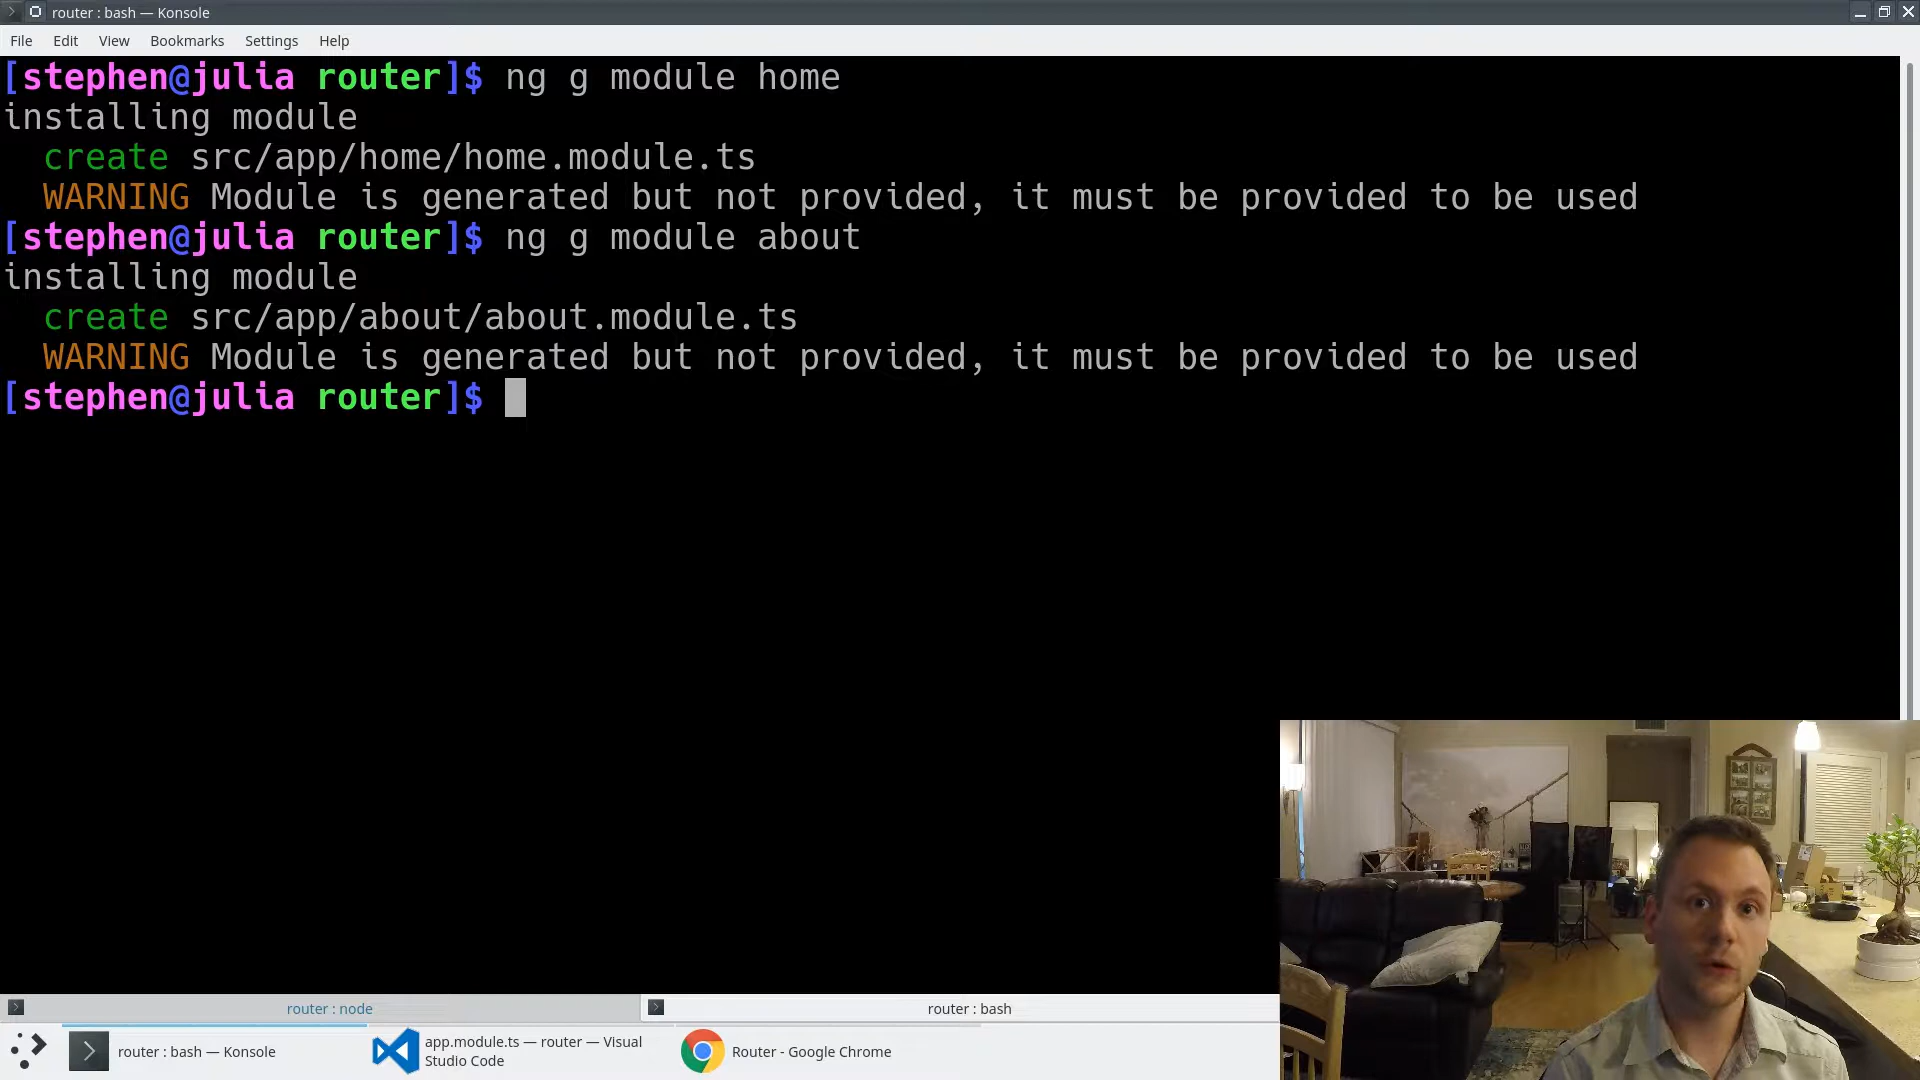 router : bash — Konsole
File Edit View Bookmarks Settings Help
[stephen@julia router]$ ng g module home
installing module
create src/app/home/home.module.ts
WARNING Module is generated but not provided, it must be provided to be used
[stephen@julia router]$ ng g module about
installing module
create src/app/about/about.module.ts
WARNING Module is generated but not provided, it must be provided to be used
[stephen@julia router]$
router : node router : bash
router : bash — Konsole
app.module.ts — router — Visual
Studio Code
Router - Google Chrome